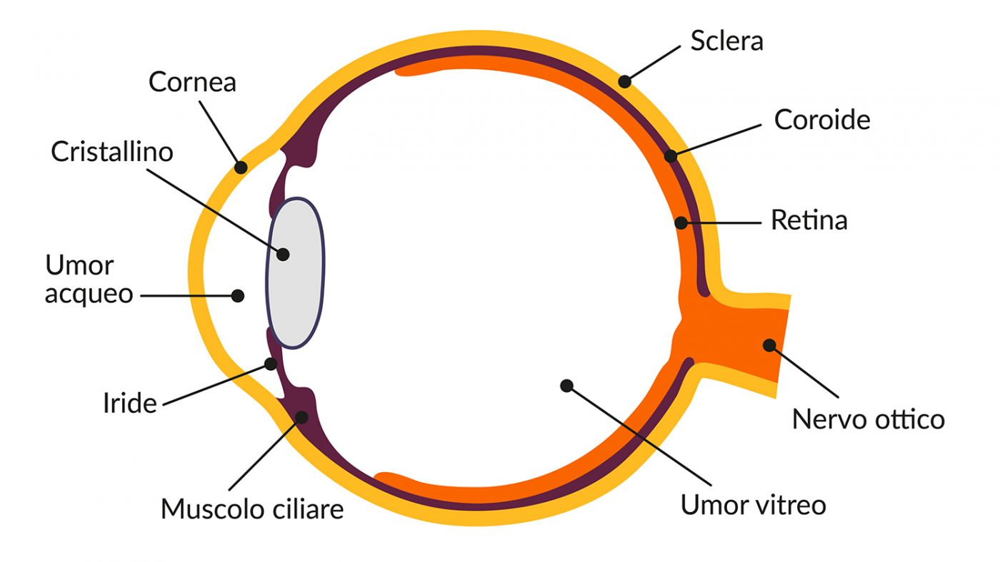 Sclera
Cornea
Coroide
Cristallino
Retina
Umor
acqueo
Iride
Nervo ottico
Muscolo ciliare
Umor vitreo